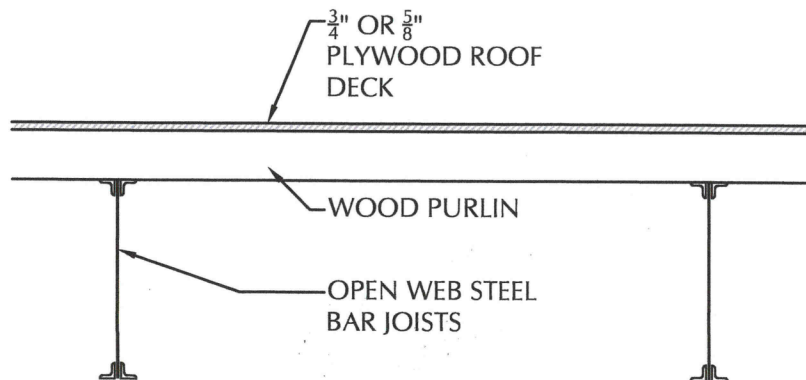 3/4" OR 5/8"
PLYWOOD ROOF
DECK
WOOD PURLIN
OPEN WEB STEEL
BAR JOISTS